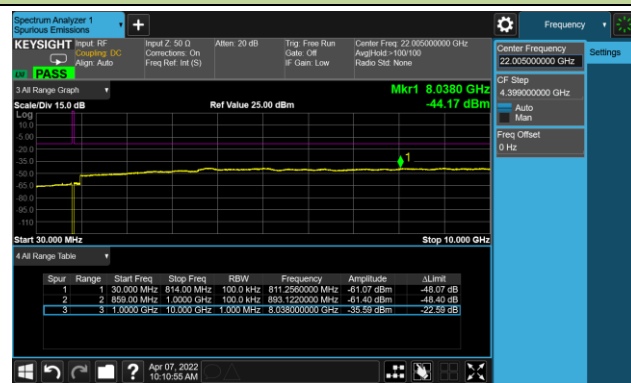 Spectrum Analyzer 1
Spurious Emissions
+
Frequency
KEYSIGHT
Input: RF
Coupling: DC
Align: Auto
Input Z: 50 Ω
Corrections: On
Freq Ref: Int (S)
Atten: 20 dB
Trig: Free Run
Gate: Off
IF Gain: Low
Center Freq: 22.005000000 GHz
Avg|Hold:>100/100
Radio Std: None
PASS
Center Frequency
22.005000000 GHz
Settings
CF Step
4.399000000 GHz
Auto
Man
Freq Offset
0 Hz
3 All Range Graph
Mkr1 8.0380 GHz
Scale/Div 15.0 dB
Ref Value 25.00 dBm
-44.17 dBm
Log
10.0
-5.00
-20.0
-35.0
-50.0
-65.0
-80.0
-95.0
-110
1
Start 30.000 MHz
Stop 10.000 GHz
4 All Range Table
Spur Range Start Freq Stop Freq RBW Frequency Amplitude ΔLimit
1 1 30.000 MHz 814.00 MHz 100.0 kHz 811.2560000 MHz -61.07 dBm -48.07 dB
2 2 859.00 MHz 1.0000 GHz 100.0 kHz 893.1220000 MHz -61.40 dBm -48.40 dB
3 3 1.0000 GHz 10.000 GHz 1.000 MHz 8.038000000 GHz -35.59 dBm -22.59 dB
?
Apr 07, 2022
10:10:55 AM